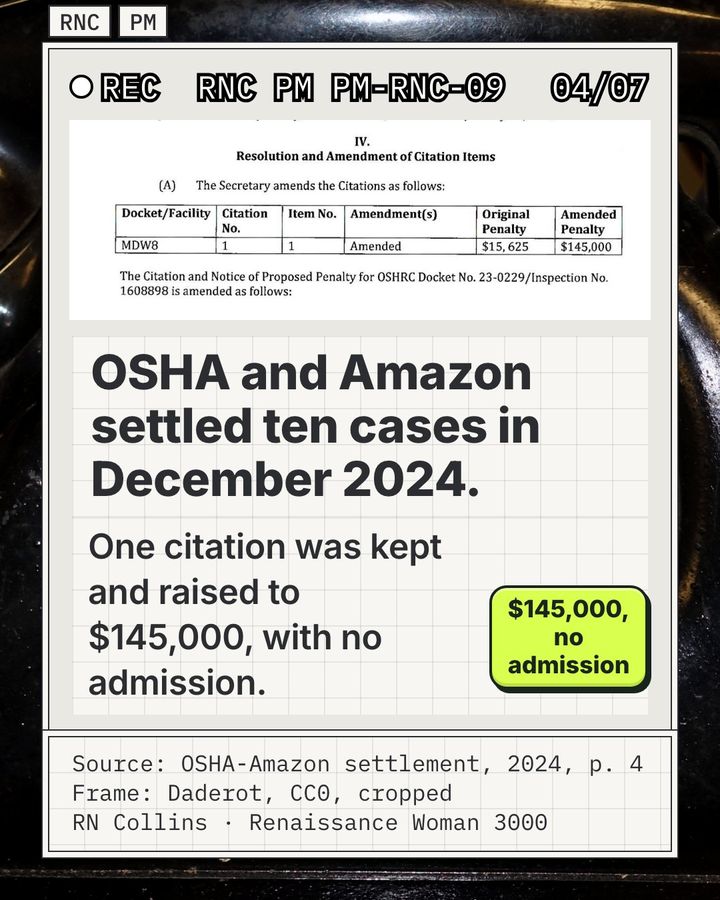 RNC PM
REC RNC PM PM-RNC-09 04/07
IV.
Resolution and Amendment of Citation Items
(A) The Secretary amends the Citations as follows:
Docket/Facility Citation No. Item No. Amendment(s) Original Penalty Amended Penalty
MDW8 1 1 Amended $15, 625 $145,000
The Citation and Notice of Proposed Penalty for OSHRC Docket No. 23-0229/Inspection No.
1608898 is amended as follows:
OSHA and Amazon
settled ten cases in
December 2024.
One citation was kept
and raised to
$145,000, with no
admission.
$145,000,
no
admission
Source: OSHA-Amazon settlement, 2024, p. 4
Frame: Daderot, CC0, cropped
RN Collins · Renaissance Woman 3000